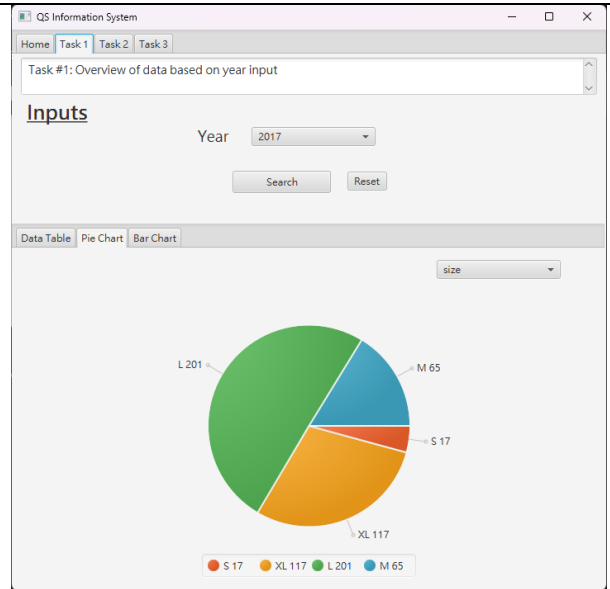 QS Information System
Home Task 1 Task 2 Task 3
Task #1: Overview of data based on year input
Inputs
Year 2017
Search Reset
Data Table Pie Chart Bar Chart
size
L 201
M 65
S 17
XL 117
S 17 XL 117 L 201 M 65